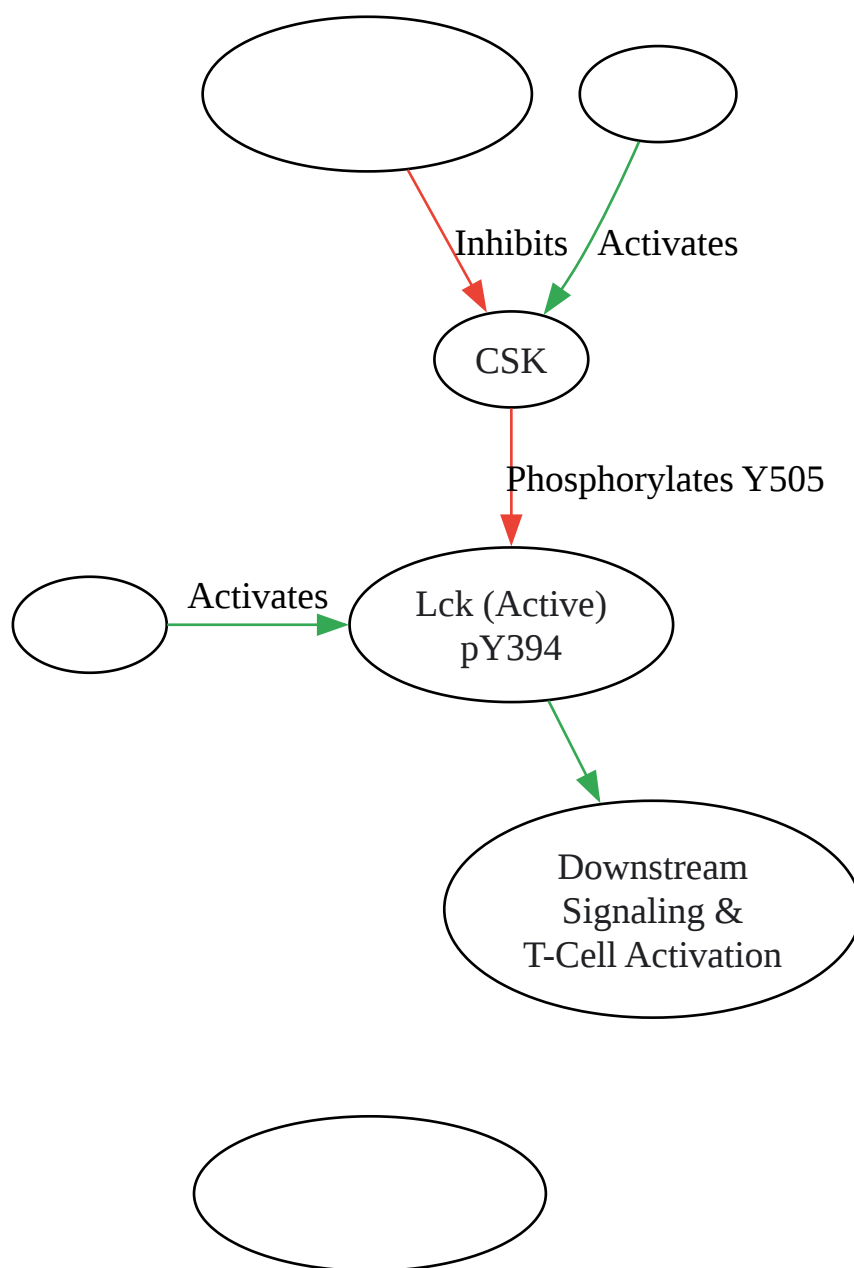 Inhibits
Activates
CSK
Phosphorylates Y505
Activates
Lck (Active)
pY394
Downstream
Signaling &
T-Cell Activation